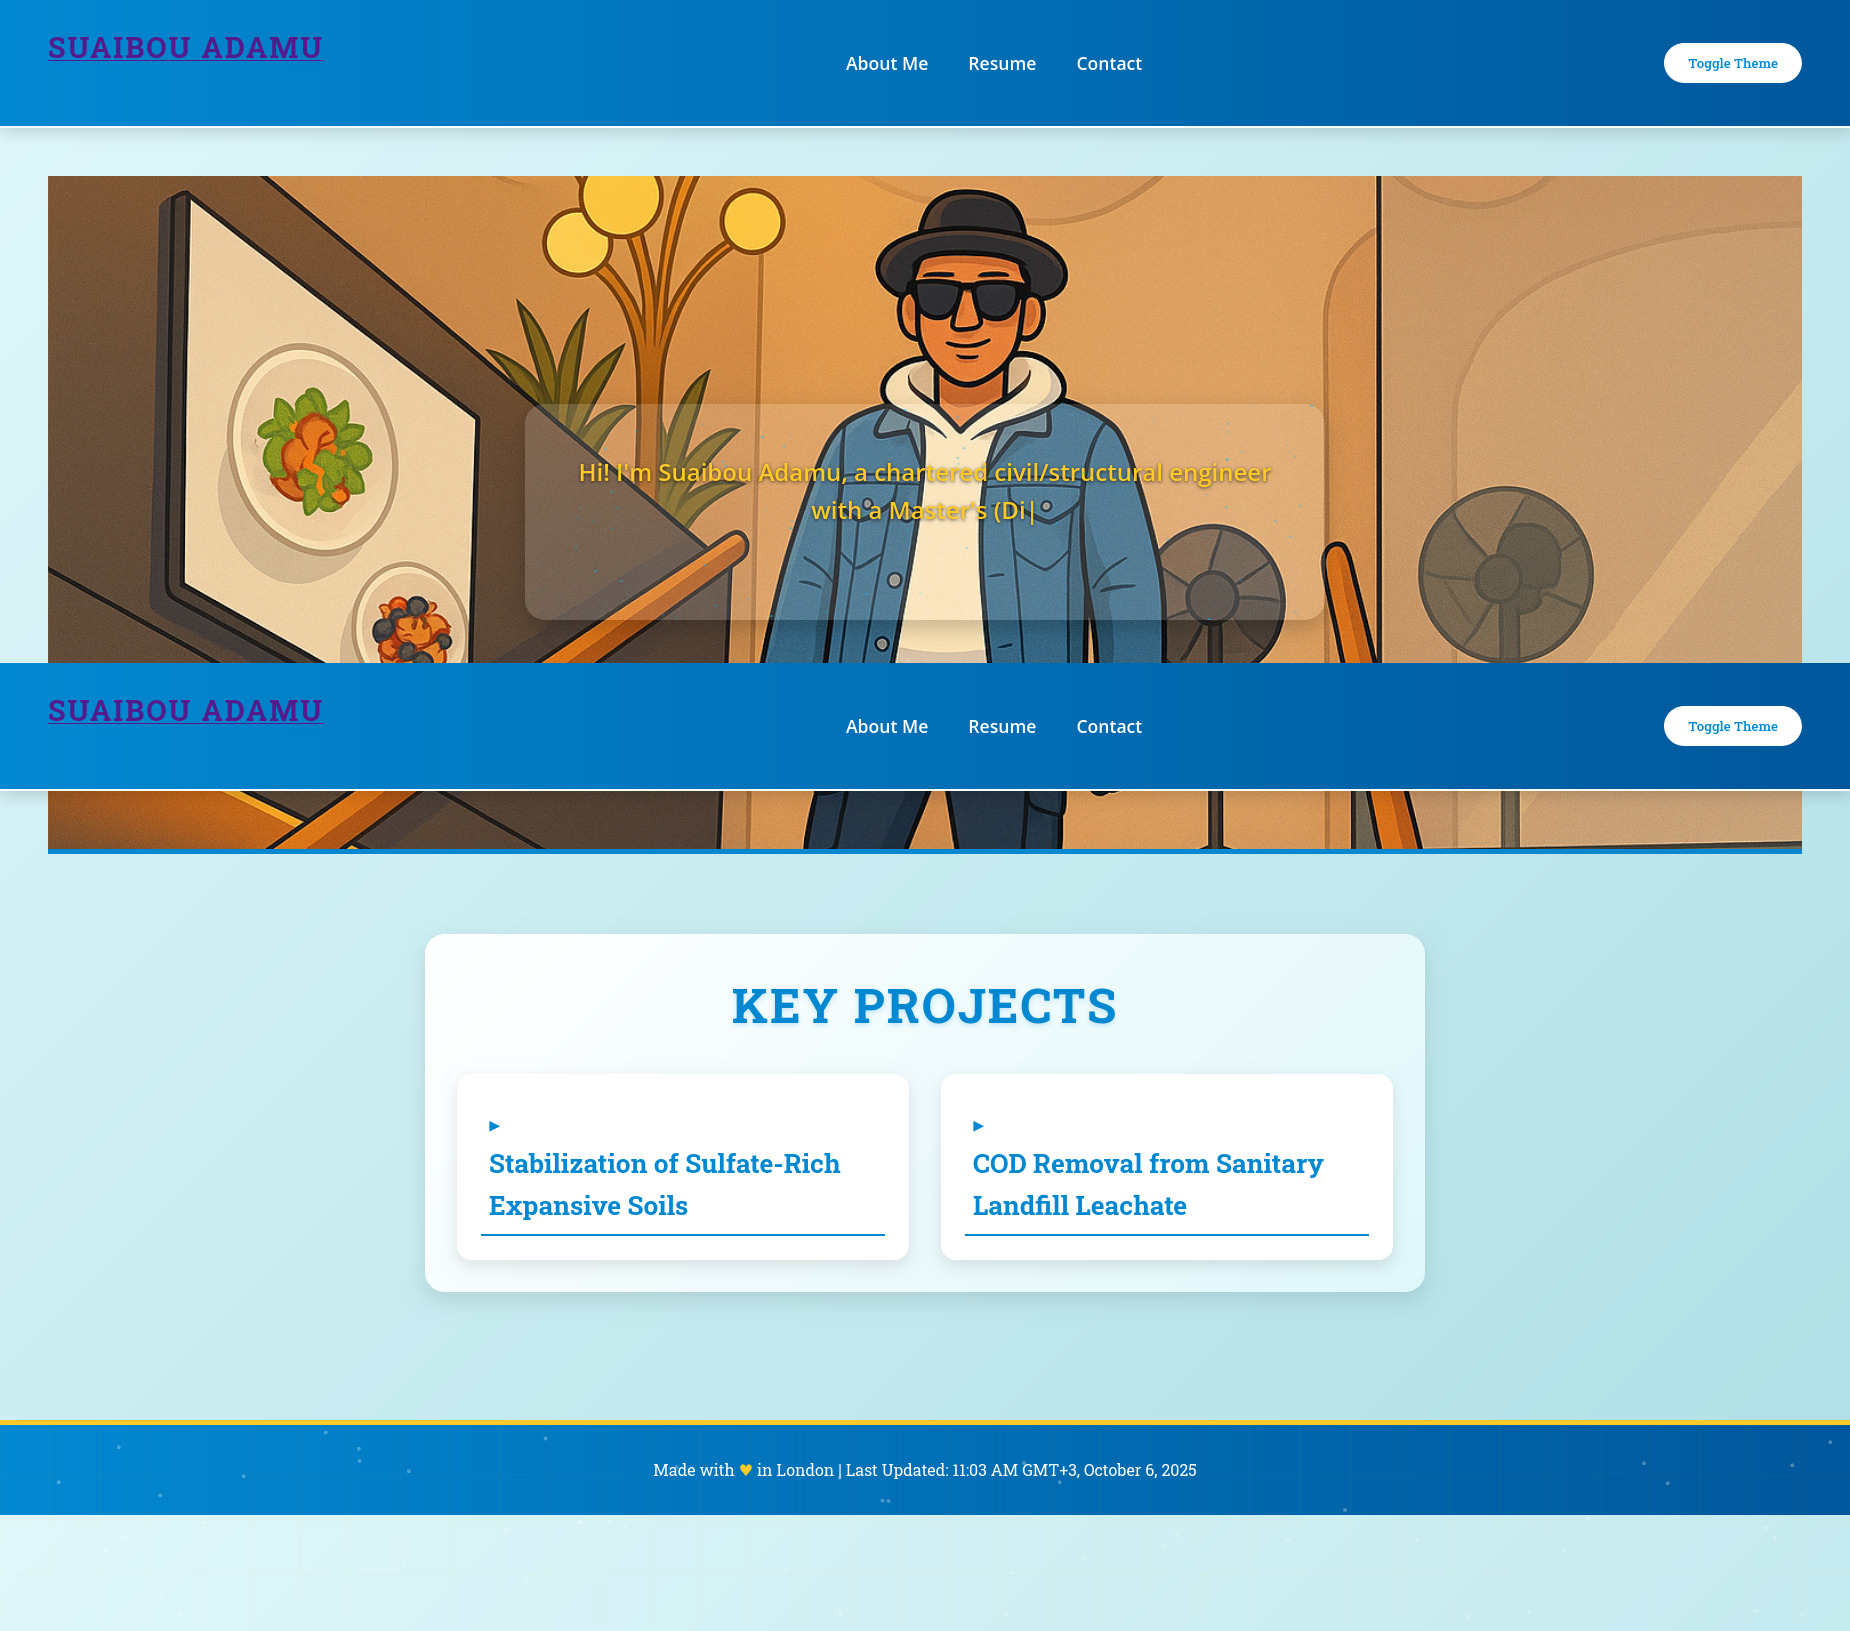 SUAIBOU ADAMU
About Me
Resume
Contact
Toggle Theme
Hi! I'm Suaibou Adamu, a chartered civil/structural engineer
with a Master's (Di|
SUAIBOU ADAMU
About Me
Resume
Contact
Toggle Theme
KEY PROJECTS
Stabilization of Sulfate-Rich
Expansive Soils
COD Removal from Sanitary
Landfill Leachate
Made with ♥ in London | Last Updated: 11:03 AM GMT+3, October 6, 2025